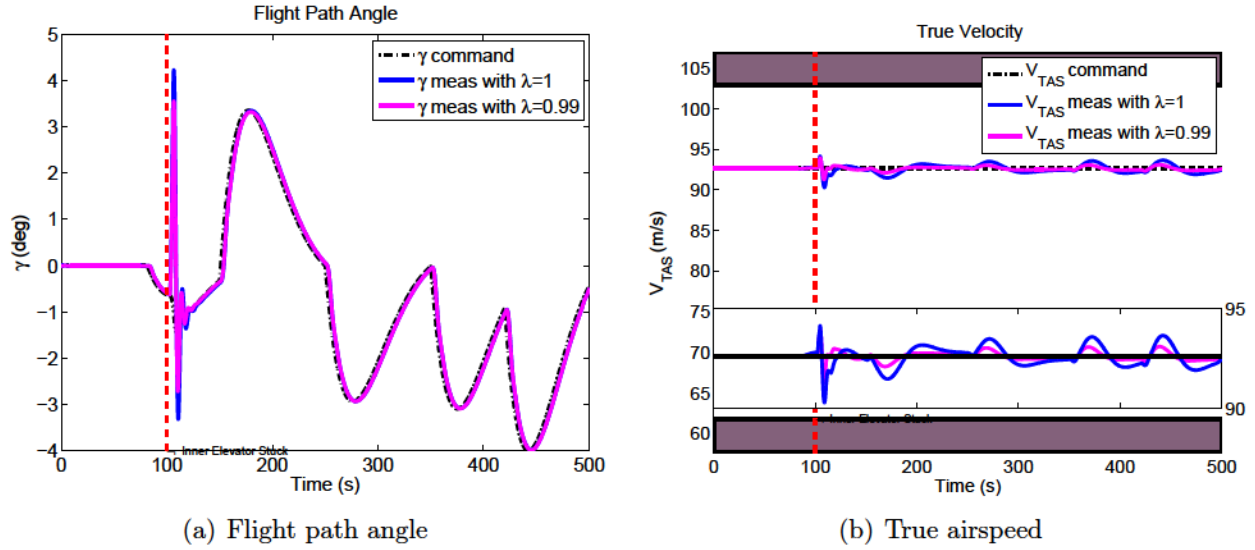 Flight Path Angle
5
4
3
2
1
0
−1
−2
−3
−4
γ (deg)
γ command
γ meas with λ=1
γ meas with λ=0.99
Inner Elevator Stuck
0
100
200
300
400
500
Time (s)
(a) Flight path angle
True Velocity
105
100
95
90
85
80
75
70
65
60
95
90
V_TAS (m/s)
V_TAS command
V_TAS meas with λ=1
V_TAS meas with λ=0.99
Inner Elevator Stuck
0
100
200
300
400
500
Time (s)
(b) True airspeed